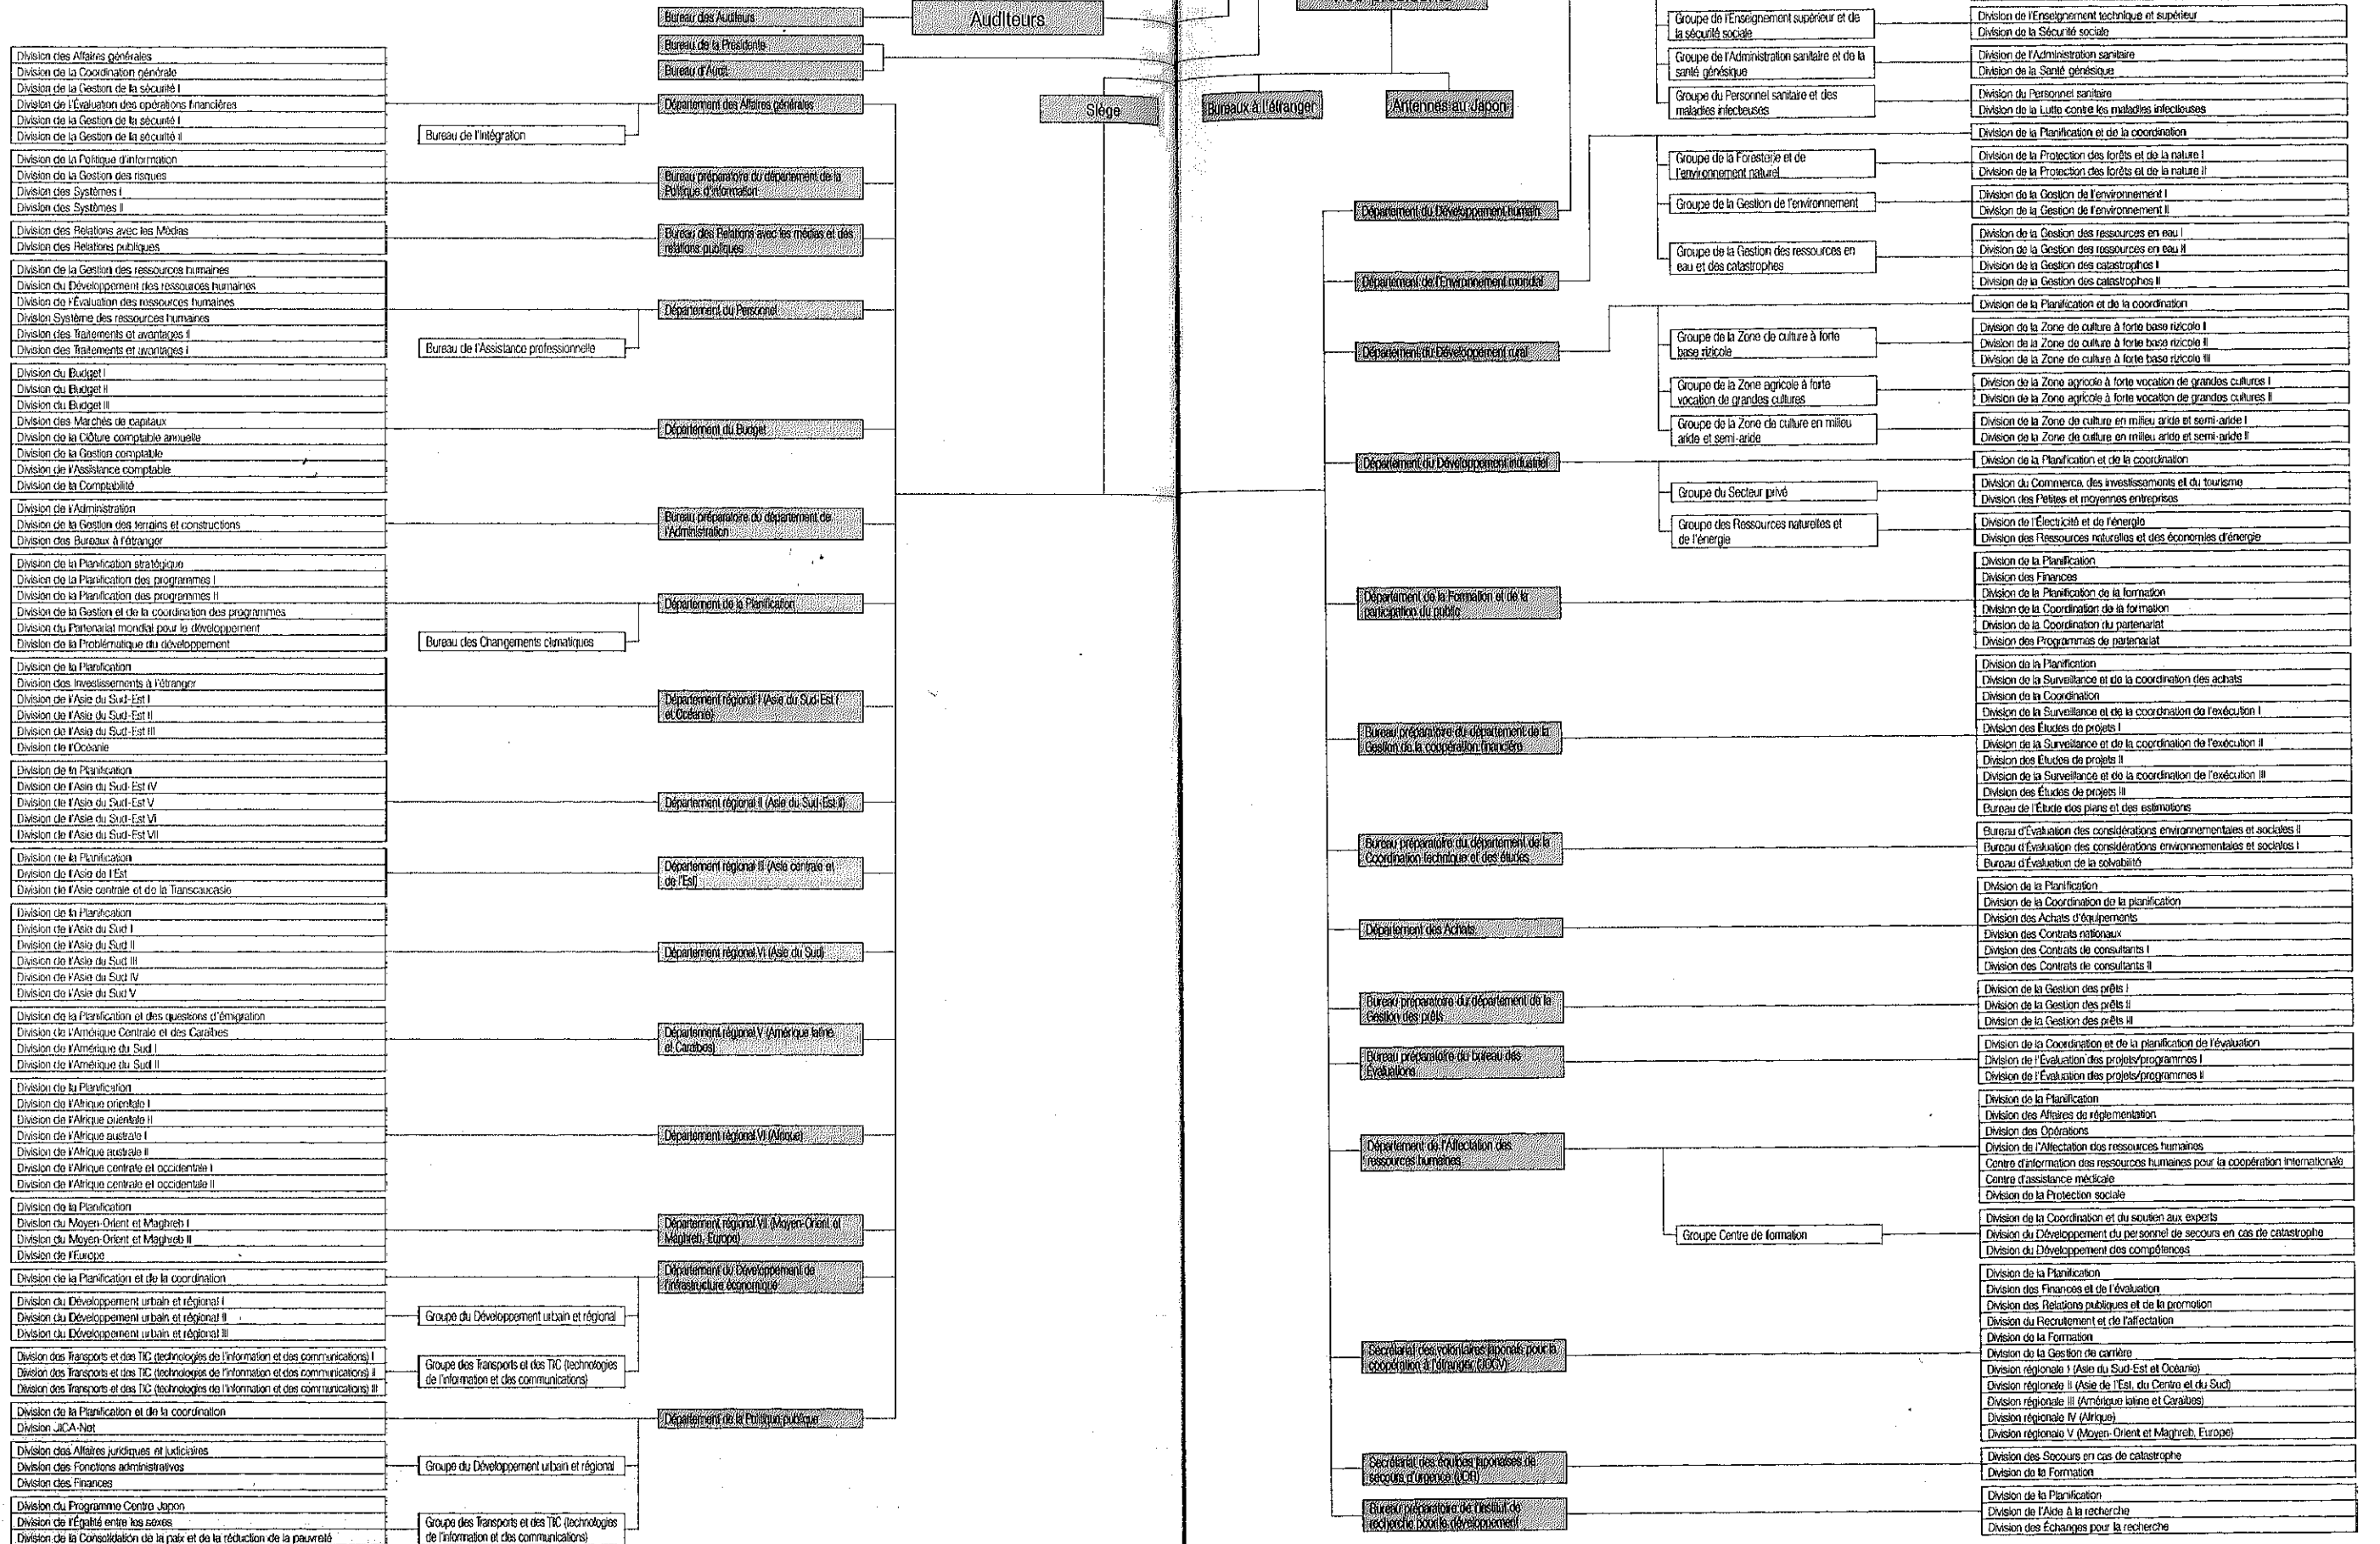 Auditeurs
Bureau des Auditeurs
Bureau de la Présidente
Bureau d'Audit
Siège
Bureaux à l'étranger
Antennes au Japon
Division des Affaires générales
Division de la Coordination générale
Division de la Gestion de la sécurité I
Division de l'Évaluation des opérations financières
Division de la Gestion de la sécurité I
Division de la Gestion de la sécurité II
Bureau de l'Intégration
Département des Affaires générales
Division de la Politique d'information
Division de la Gestion des risques
Division des Systèmes I
Division des Systèmes II
Bureau préparatoire du département de la
Politique d'information
Division des Relations avec les Médias
Division des Relations publiques
Bureau des Relations avec les médias et des
relations publiques
Division de la Gestion des ressources humaines
Division du Développement des ressources humaines
Division de l'Évaluation des ressources humaines
Division Système des ressources humaines
Division des Traitements et avantages II
Division des Traitements et avantages I
Bureau de l'Assistance professionnelle
Département du Personnel
Division du Budget I
Division du Budget II
Division du Budget III
Division des Marchés de capitaux
Division de la Clôture comptable annuelle
Division de la Gestion comptable
Division de l'Assistance comptable
Division de la Comptabilité
Département du Budget
Division de l'Administration
Division de la Gestion des terrains et constructions
Division des Bureaux à l'étranger
Bureau préparatoire du département de
l'Administration
Division de la Planification stratégique
Division de la Planification des programmes I
Division de la Planification des programmes II
Division de la Gestion et de la coordination des programmes
Division du Partenariat mondial pour le développement
Division de la Problématique du développement
Bureau des Changements climatiques
Département de la Planification
Division de la Planification
Division des Investissements à l'étranger
Division de l'Asie du Sud-Est I
Division de l'Asie du Sud-Est II
Division de l'Asie du Sud-Est III
Division de l'Océanie
Département régional I (Asie du Sud-Est I
et Océanie)
Division de la Planification
Division de l'Asie du Sud-Est IV
Division de l'Asie du Sud-Est V
Division de l'Asie du Sud-Est VI
Division de l'Asie du Sud-Est VII
Département régional II (Asie du Sud-Est II)
Division de la Planification
Division de l'Asie de l'Est
Division de l'Asie centrale et de la Transcaucasie
Département régional III (Asie centrale et
de l'Est)
Division de la Planification
Division de l'Asie du Sud I
Division de l'Asie du Sud II
Division de l'Asie du Sud III
Division de l'Asie du Sud IV
Division de l'Asie du Sud V
Département régional VI (Asie du Sud)
Division de la Planification et des questions d'émigration
Division de l'Amérique Centrale et des Caraïbes
Division de l'Amérique du Sud I
Division de l'Amérique du Sud II
Département régional V (Amérique latine
et Caraïbes)
Division de la Planification
Division de l'Afrique orientale I
Division de l'Afrique orientale II
Division de l'Afrique australe I
Division de l'Afrique australe II
Division de l'Afrique centrale et occidentale I
Division de l'Afrique centrale et occidentale II
Département régional VI (Afrique)
Division de la Planification
Division du Moyen-Orient et Maghreb I
Division du Moyen-Orient et Maghreb II
Division de l'Europe
Département régional VII (Moyen-Orient et
Maghreb, Europe)
Division de la Planification et de la coordination
Département du Développement de
l'infrastructure économique
Division du Développement urbain et régional I
Division du Développement urbain et régional II
Division du Développement urbain et régional III
Groupe du Développement urbain et régional
Division des Transports et des TIC (technologies de l'information et des communications) I
Division des Transports et des TIC (technologies de l'information et des communications) II
Division des Transports et des TIC (technologies de l'information et des communications) III
Groupe des Transports et des TIC (technologies
de l'information et des communications)
Division de la Planification et de la coordination
Division JICA-Net
Département de la Politique publique
Division des Affaires juridiques et judiciaires
Division des Fonctions administratives
Division des Finances
Groupe du Développement urbain et régional
Division du Programme Centre Japon
Division de l'Égalité entre les sexes
Division de la Consolidation de la paix et de la réduction de la pauvreté
Groupe des Transports et des TIC (technologies
de l'information et des communications)
Groupe de l'Enseignement supérieur et de
la sécurité sociale
Division de l'Enseignement technique et supérieur
Division de la Sécurité sociale
Groupe de l'Administration sanitaire et de la
santé génésique
Division de l'Administration sanitaire
Division de la Santé génésique
Groupe du Personnel sanitaire et des
maladies infecteuses
Division du Personnel sanitaire
Division de la Lutte contre les maladies infectieuses
Département du Développement humain
Division de la Planification et de la coordination
Groupe de la Foresterie et de
l'environnement naturel
Division de la Protection des forêts et de la nature I
Division de la Protection des forêts et de la nature II
Groupe de la Gestion de l'environnement
Division de la Gestion de l'environnement I
Division de la Gestion de l'environnement II
Groupe de la Gestion des ressources en
eau et des catastrophes
Division de la Gestion des ressources en eau I
Division de la Gestion des ressources en eau II
Division de la Gestion des catastrophes I
Division de la Gestion des catastrophes II
Département de l'Environnement mondial
Division de la Planification et de la coordination
Groupe de la Zone de culture à forte
base rizicole
Division de la Zone de culture à forte base rizicole I
Division de la Zone de culture à forte base rizicole II
Division de la Zone de culture à forte base rizicole III
Département du Développement rural
Groupe de la Zone agricole à forte
vocation de grandes cultures
Division de la Zone agricole à forte vocation de grandes cultures I
Division de la Zone agricole à forte vocation de grandes cultures II
Groupe de la Zone de culture en milieu
aride et semi-aride
Division de la Zone de culture en milieu aride et semi-aride I
Division de la Zone de culture en milieu aride et semi-aride II
Département du Développement industriel
Division de la Planification et de la coordination
Groupe du Secteur privé
Division du Commerce, des investissements et du tourisme
Division des Petites et moyennes entreprises
Groupe des Ressources naturelles et
de l'énergie
Division de l'Électricité et de l'énergie
Division des Ressources naturelles et des économies d'énergie
Département de la Formation et de la
participation du public
Division de la Planification
Division des Finances
Division de la Planification de la formation
Division de la Coordination de la formation
Division de la Coordination du partenariat
Division des Programmes de partenariat
Bureau préparatoire du département de la
Gestion de la coopération financière
Division de la Planification
Division de la Surveillance et de la coordination des achats
Division de la Coordination
Division de la Surveillance et de la coordination de l'exécution I
Division des Études de projets I
Division de la Surveillance et de la coordination de l'exécution II
Division des Études de projets II
Division de la Surveillance et de la coordination de l'exécution III
Division des Études de projets III
Bureau de l'Étude des plans et des estimations
Bureau préparatoire du département de la
Coordination technique et des études
Bureau d'Évaluation des considérations environnementales et sociales II
Bureau d'Évaluation des considérations environnementales et sociales I
Bureau d'Évaluation de la solvabilité
Département des Achats
Division de la Planification
Division de la Coordination de la planification
Division des Achats d'équipements
Division des Contrats nationaux
Division des Contrats de consultants I
Division des Contrats de consultants II
Bureau préparatoire du département de la
Gestion des prêts
Division de la Gestion des prêts I
Division de la Gestion des prêts II
Division de la Gestion des prêts III
Bureau préparatoire du bureau des
Évaluations
Division de la Coordination et de la planification de l'évaluation
Division de l'Évaluation des projets/programmes I
Division de l'Évaluation des projets/programmes II
Département de l'Affectation des
ressources humaines
Division de la Planification
Division des Affaires de réglementation
Division des Opérations
Division de l'Affectation des ressources humaines
Centre d'information des ressources humaines pour la coopération internationale
Centre d'assistance médicale
Division de la Protection sociale
Groupe Centre de formation
Division de la Coordination et du soutien aux experts
Division du Développement du personnel de secours en cas de catastrophe
Division du Développement des compétences
Secrétariat des volontaires japonais pour la
coopération à l'étranger (JOCV)
Division de la Planification
Division des Finances et de l'évaluation
Division des Relations publiques et de la promotion
Division du Recrutement et de l'affectation
Division de la Formation
Division de la Gestion de carrière
Division régionale I (Asie du Sud-Est et Océanie)
Division régionale II (Asie de l'Est, du Centre et du Sud)
Division régionale III (Amérique latine et Caraïbes)
Division régionale IV (Afrique)
Division régionale V (Moyen-Orient et Maghreb, Europe)
Secrétariat des équipes japonaises de
secours d'urgence (JDR)
Division des Secours en cas de catastrophe
Division de la Formation
Bureau préparatoire de l'Institut de
recherche pour le développement
Division de la Planification
Division de l'Aide à la recherche
Division des Échanges pour la recherche